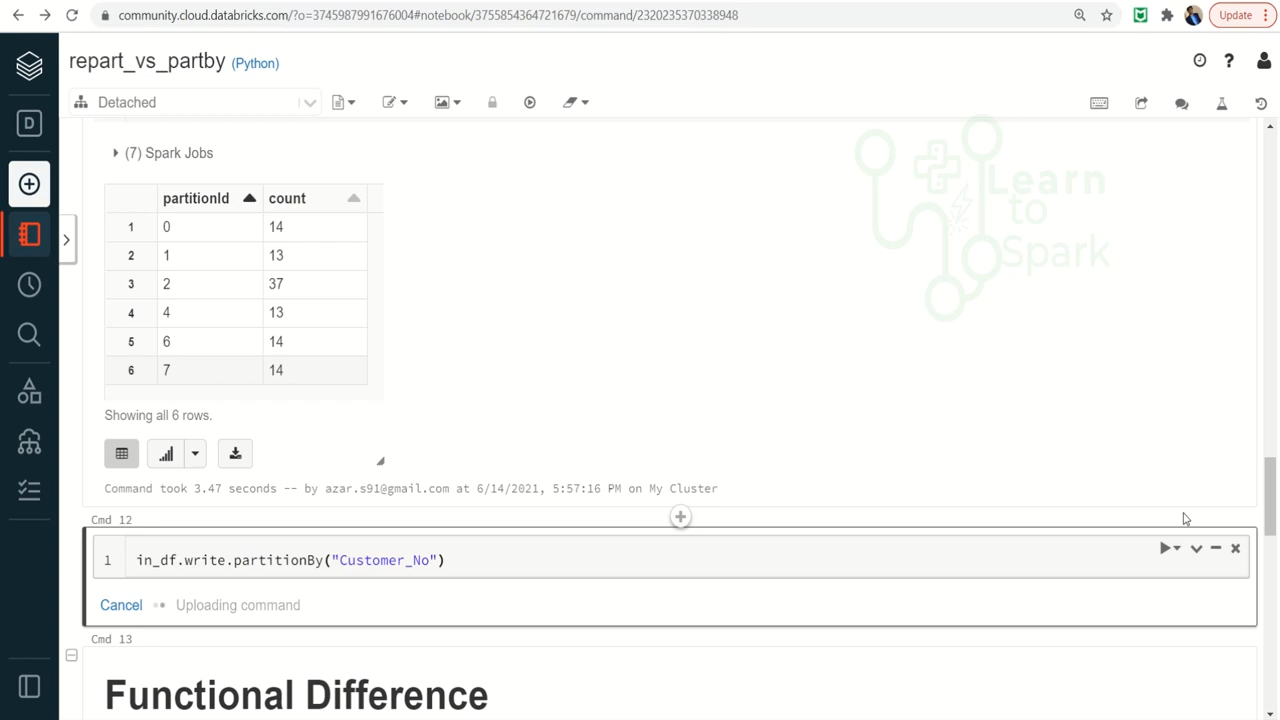 community.cloud.databricks.com/?o=3745987991676004#notebook/3755854364721679/command/2320235370338948
Update
repart_vs_partby (Python)
Detached
(7) Spark Jobs
partitionId count
1 0 14
2 1 13
3 2 37
4 4 13
5 6 14
6 7 14
Learn
to
Spark
Showing all 6 rows.
Command took 3.47 seconds -- by azar.s91@gmail.com at 6/14/2021, 5:57:16 PM on My Cluster
Cmd 12
1 in_df.write.partitionBy("Customer_No")
Cancel Uploading command
Cmd 13
Functional Difference